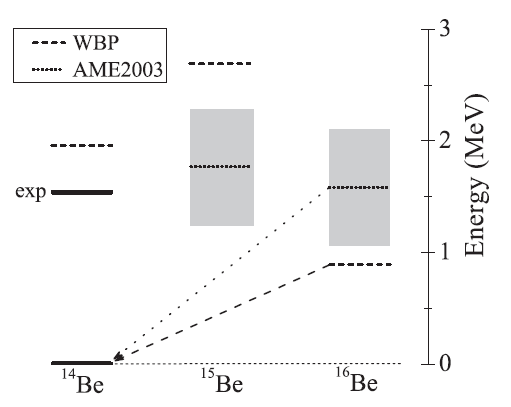 WBP
AME2003
exp
3
2
1
0
Energy (MeV)
14Be
15Be
16Be